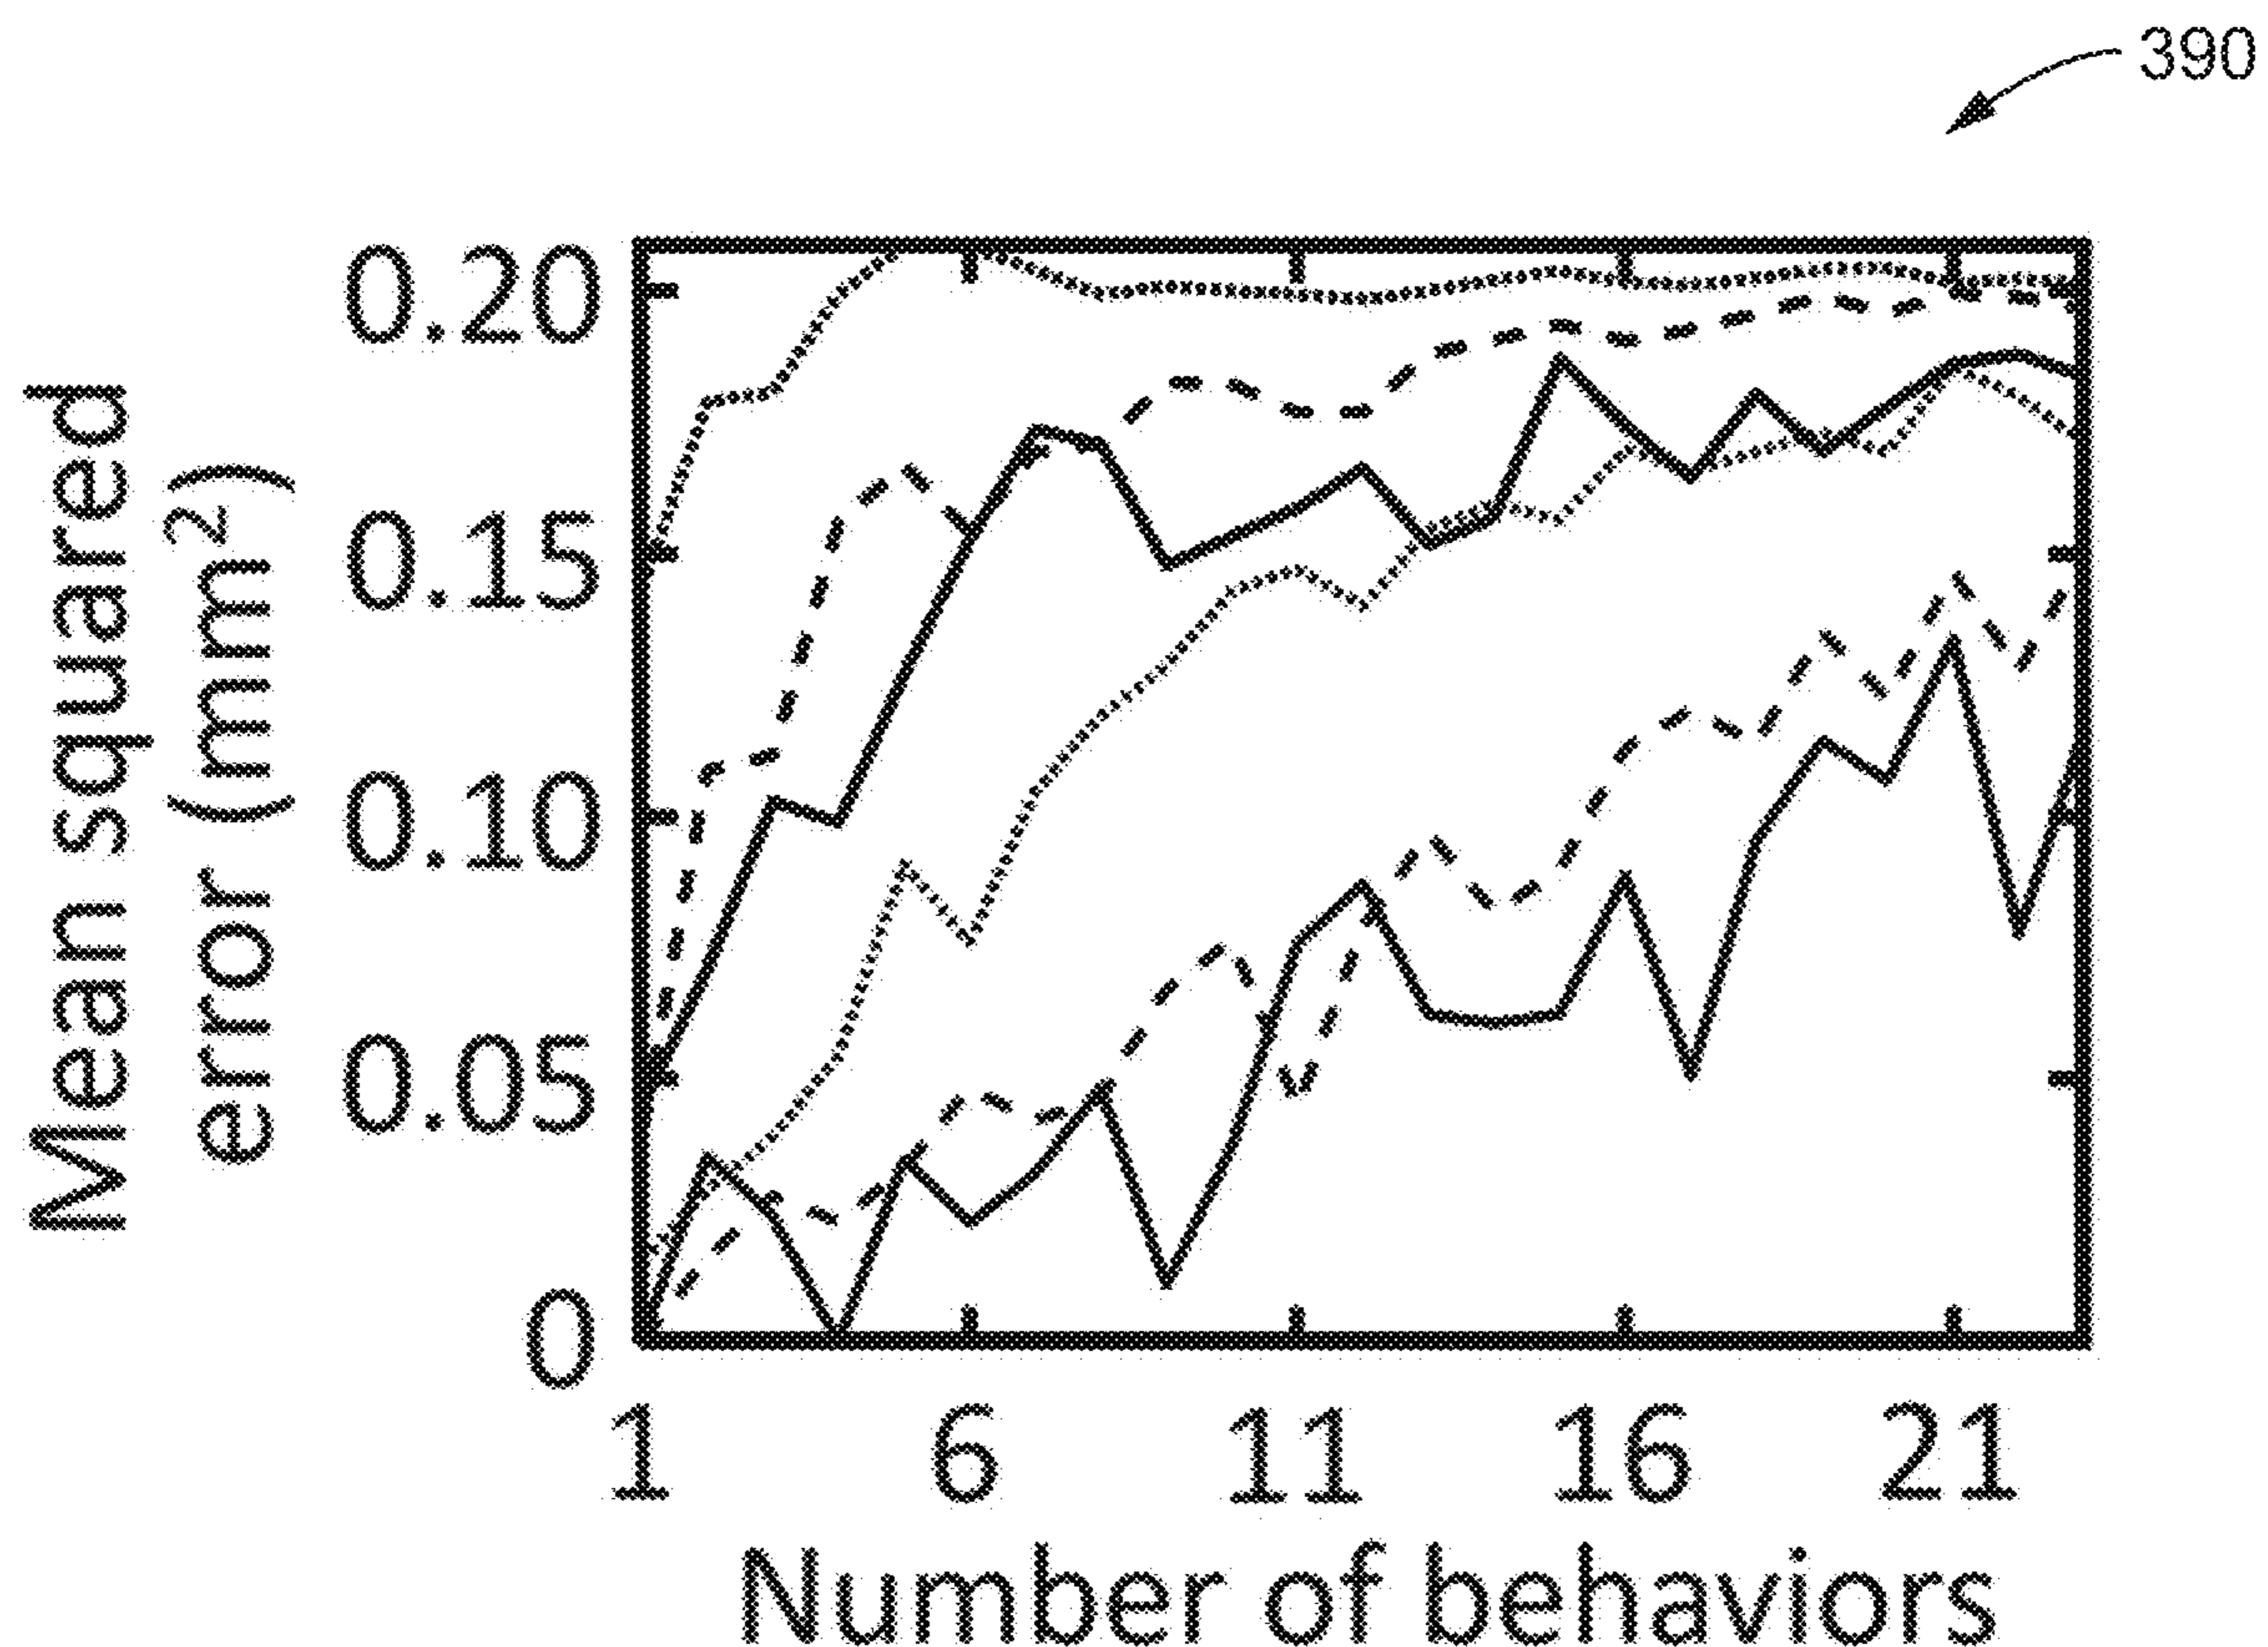 390
Mean squared
error (mm²)
0.20
0.15
0.10
0.05
0
1 6 11 16 21
Number of behaviors